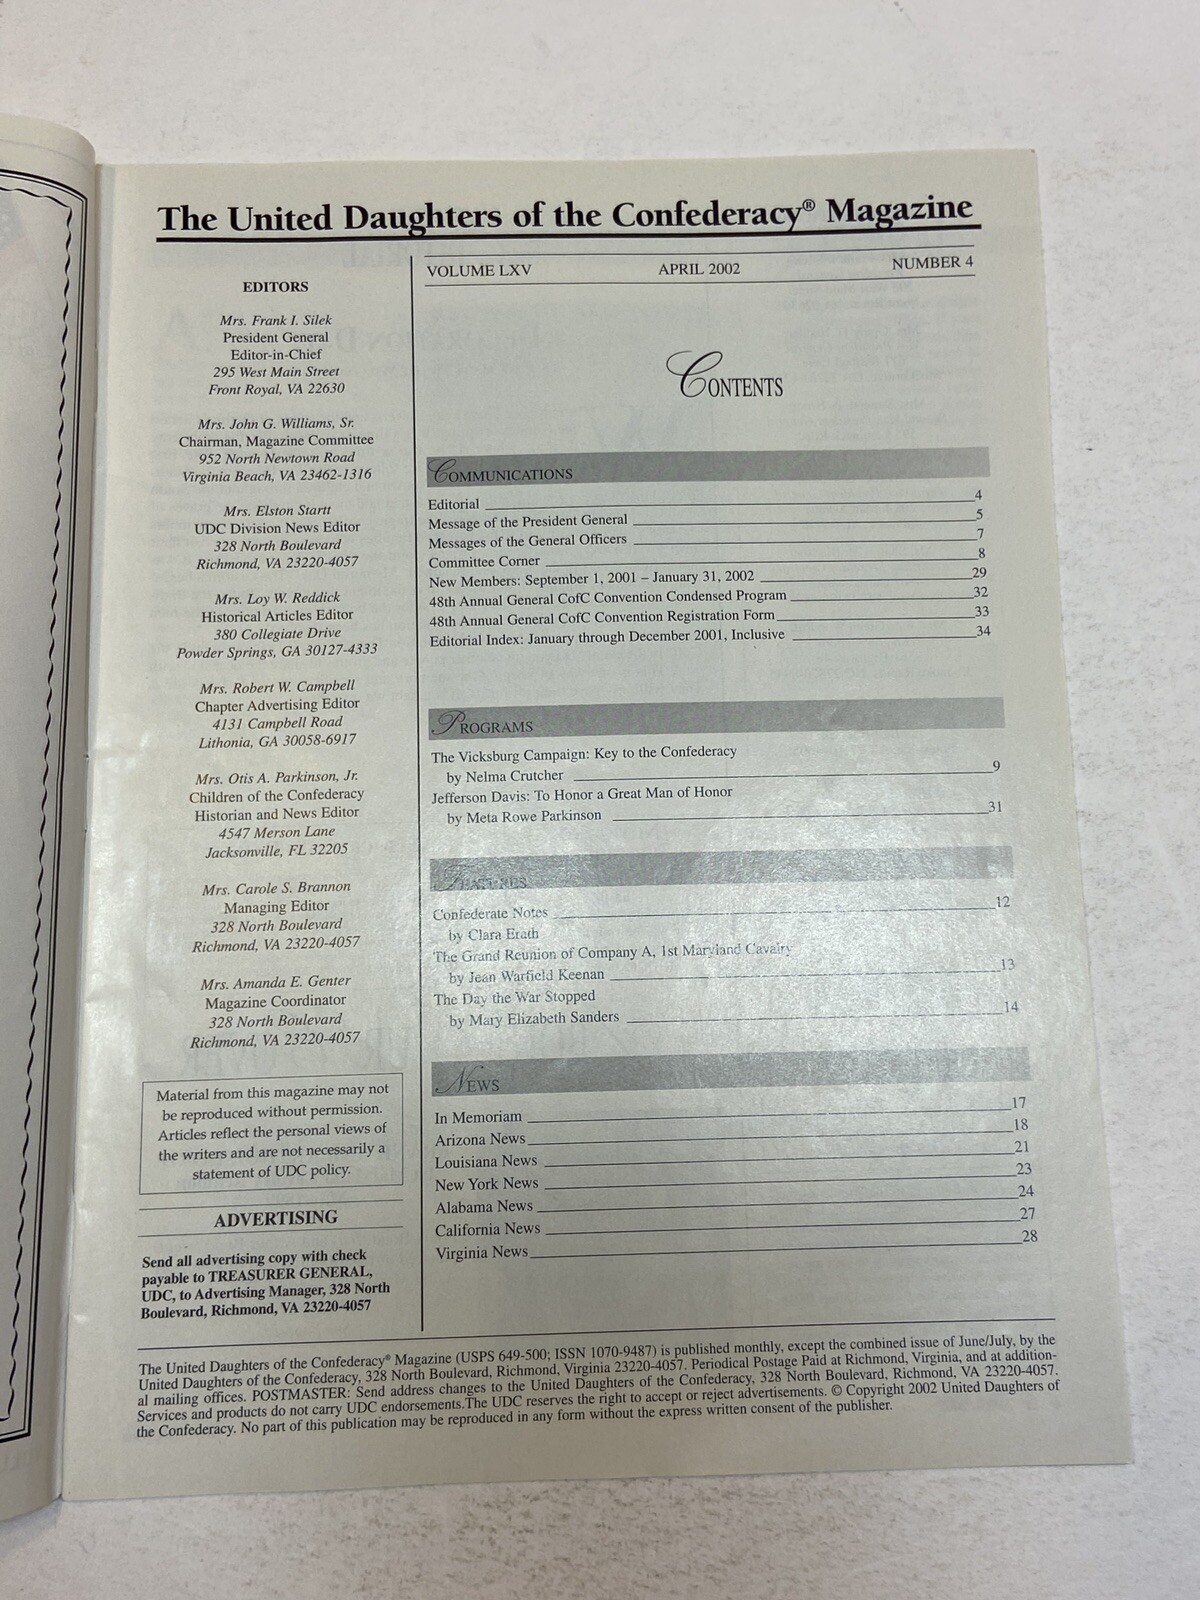 The United Daughters of the Confederacy® Magazine
EDITORS
Mrs. Frank I. Silek
President General
Editor-in-Chief
295 West Main Street
Front Royal, VA 22630
Mrs. John G. Williams, Sr.
Chairman, Magazine Committee
952 North Newtown Road
Virginia Beach, VA 23462-1316
Mrs. Elston Startt
UDC Division News Editor
328 North Boulevard
Richmond, VA 23220-4057
Mrs. Loy W. Reddick
Historical Articles Editor
380 Collegiate Drive
Powder Springs, GA 30127-4333
Mrs. Robert W. Campbell
Chapter Advertising Editor
4131 Campbell Road
Lithonia, GA 30058-6917
Mrs. Otis A. Parkinson, Jr.
Children of the Confederacy
Historian and News Editor
4547 Merson Lane
Jacksonville, FL 32205
Mrs. Carole S. Brannon
Managing Editor
328 North Boulevard
Richmond, VA 23220-4057
Mrs. Amanda E. Genter
Magazine Coordinator
328 North Boulevard
Richmond, VA 23220-4057
Material from this magazine may not
be reproduced without permission.
Articles reflect the personal views of
the writers and are not necessarily a
statement of UDC policy.
ADVERTISING
Send all advertising copy with check
payable to TREASURER GENERAL,
UDC, to Advertising Manager, 328 North
Boulevard, Richmond, VA 23220-4057
VOLUME LXV APRIL 2002 NUMBER 4
CONTENTS
COMMUNICATIONS
Editorial 4
Message of the President General 5
Messages of the General Officers 7
Committee Corner 8
New Members: September 1, 2001 – January 31, 2002 29
48th Annual General CofC Convention Condensed Program 32
48th Annual General CofC Convention Registration Form 33
Editorial Index: January through December 2001, Inclusive 34
PROGRAMS
The Vicksburg Campaign: Key to the Confederacy
by Nelma Crutcher 9
Jefferson Davis: To Honor a Great Man of Honor
by Meta Rowe Parkinson 31
FEATURES
Confederate Notes 12
by Clara Erath
The Grand Reunion of Company A, 1st Maryland Cavalry
by Jean Warfield Keenan 13
The Day the War Stopped
by Mary Elizabeth Sanders 14
NEWS
In Memoriam 17
Arizona News 18
Louisiana News 21
New York News 23
Alabama News 24
California News 27
Virginia News 28
The United Daughters of the Confederacy® Magazine (USPS 649-500; ISSN 1070-9487) is published monthly, except the combined issue of June/July, by the
United Daughters of the Confederacy, 328 North Boulevard, Richmond, Virginia 23220-4057. Periodical Postage Paid at Richmond, Virginia, and at addition-
al mailing offices. POSTMASTER: Send address changes to the United Daughters of the Confederacy, 328 North Boulevard, Richmond, VA 23220-4057.
Services and products do not carry UDC endorsements.The UDC reserves the right to accept or reject advertisements. © Copyright 2002 United Daughters of
the Confederacy. No part of this publication may be reproduced in any form without the express written consent of the publisher.